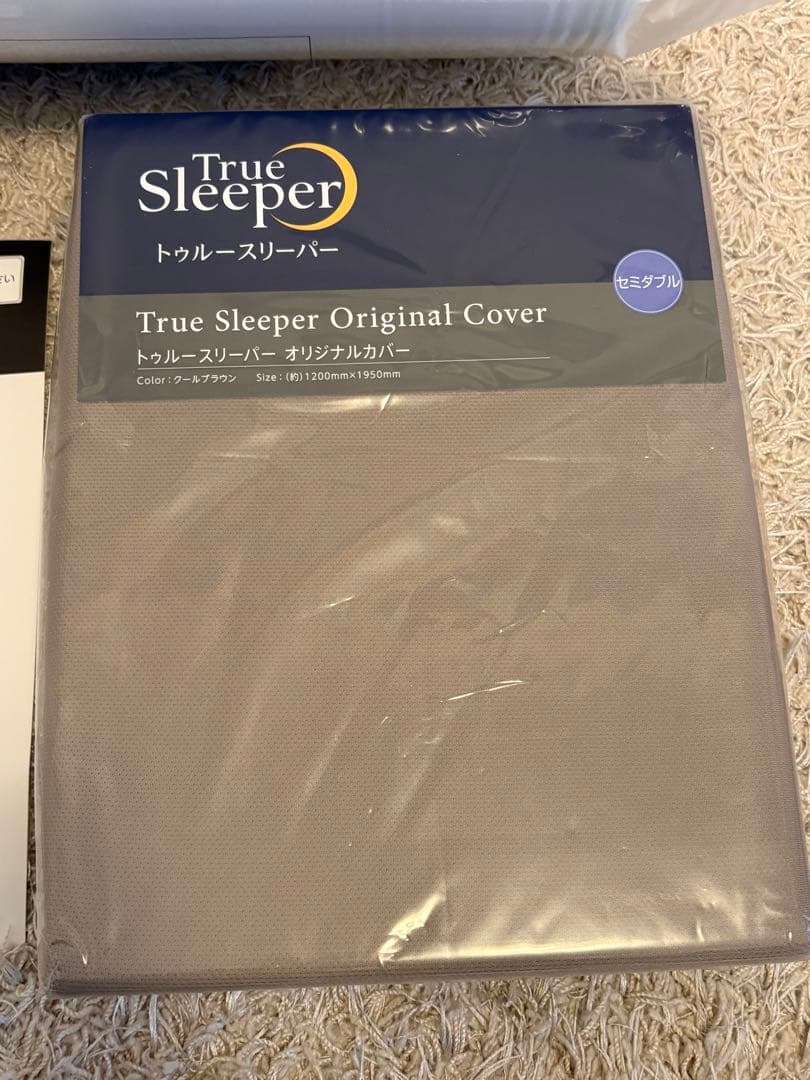 True
Sleeper
トゥルースリーパー
セミダブル
True Sleeper Original Cover
トゥルースリーパー オリジナルカバー
Color：クールブラウン Size：(約)1200mm×1950mm
さい